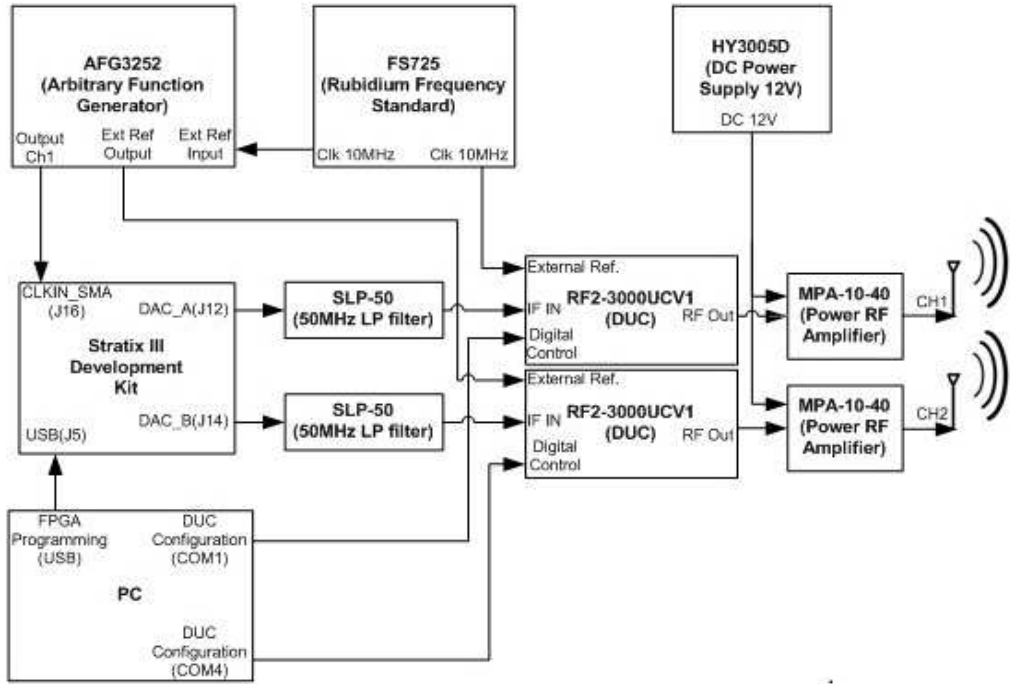 AFG3252
(Arbitrary Function
Generator)
Output
Ch1
Ext Ref
Output
Ext Ref
Input
FS725
(Rubidium Frequency
Standard)
Clk 10MHz
Clk 10MHz
HY3005D
(DC Power
Supply 12V)
DC 12V
CLKIN_SMA
(J16)
DAC_A(J12)
Stratix III
Development
Kit
DAC_B(J14)
USB(J5)
SLP-50
(50MHz LP filter)
SLP-50
(50MHz LP filter)
External Ref.
RF2-3000UCV1
(DUC)
IF IN
RF Out
Digital
Control
External Ref.
RF2-3000UCV1
(DUC)
IF IN
RF Out
Digital
Control
MPA-10-40
(Power RF
Amplifier)
CH1
MPA-10-40
(Power RF
Amplifier)
CH2
FPGA
Programming
(USB)
DUC
Configuration
(COM1)
PC
DUC
Configuration
(COM4)